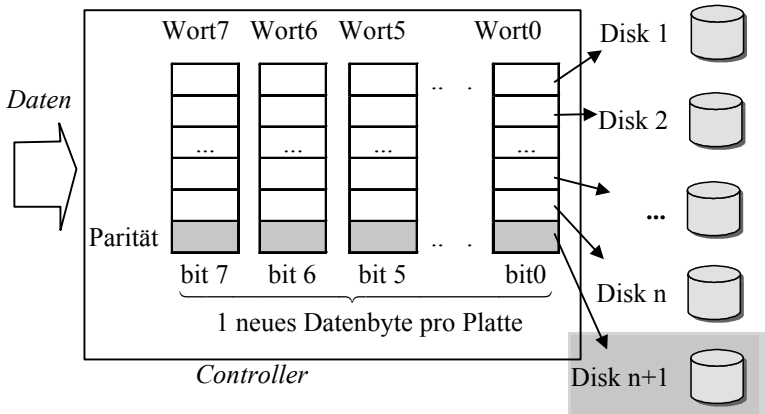 Wort7 Wort6 Wort5 Wort0
Disk 1
Daten
Disk 2
.. .
... ... ... ...
...
Parität
.. .
bit 7 bit 6 bit 5 bit0
Disk n
1 neues Datenbyte pro Platte
Controller
Disk n+1